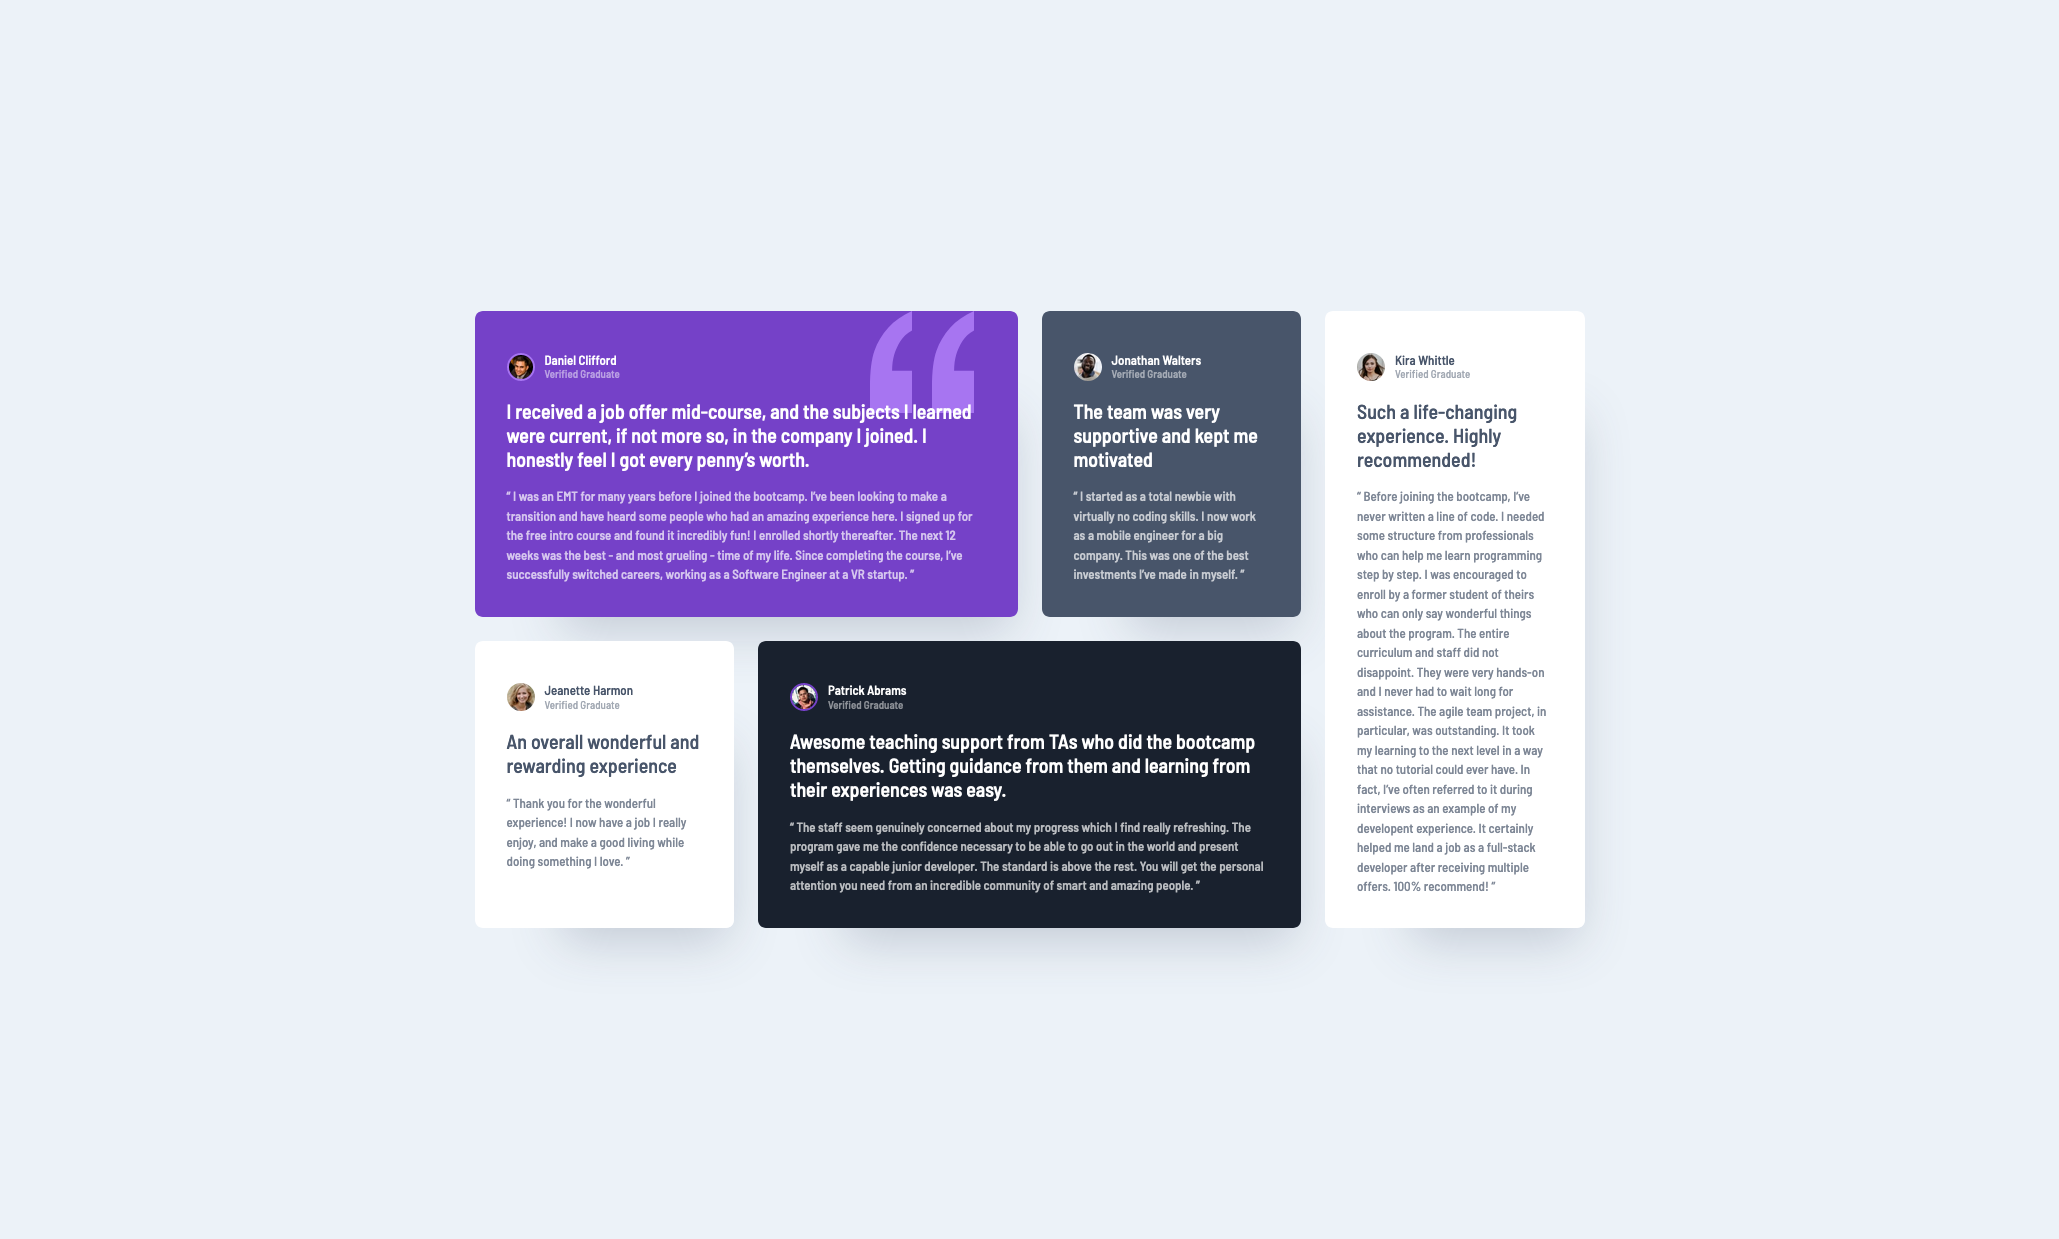 Daniel Clifford
Verified Graduate
I received a job offer mid-course, and the subjects I learned
were current, if not more so, in the company I joined. I
honestly feel I got every penny’s worth.
“ I was an EMT for many years before I joined the bootcamp. I’ve been looking to make a
transition and have heard some people who had an amazing experience here. I signed up for
the free intro course and found it incredibly fun! I enrolled shortly thereafter. The next 12
weeks was the best - and most grueling - time of my life. Since completing the course, I’ve
successfully switched careers, working as a Software Engineer at a VR startup. ”
Jonathan Walters
Verified Graduate
The team was very
supportive and kept me
motivated
“ I started as a total newbie with
virtually no coding skills. I now work
as a mobile engineer for a big
company. This was one of the best
investments I’ve made in myself. ”
Kira Whittle
Verified Graduate
Such a life-changing
experience. Highly
recommended!
“ Before joining the bootcamp, I’ve
never written a line of code. I needed
some structure from professionals
who can help me learn programming
step by step. I was encouraged to
enroll by a former student of theirs
who can only say wonderful things
about the program. The entire
curriculum and staff did not
disappoint. They were very hands-on
and I never had to wait long for
assistance. The agile team project, in
particular, was outstanding. It took
my learning to the next level in a way
that no tutorial could ever have. In
fact, I’ve often referred to it during
interviews as an example of my
developent experience. It certainly
helped me land a job as a full-stack
developer after receiving multiple
offers. 100% recommend! ”
Jeanette Harmon
Verified Graduate
An overall wonderful and
rewarding experience
“ Thank you for the wonderful
experience! I now have a job I really
enjoy, and make a good living while
doing something I love. ”
Patrick Abrams
Verified Graduate
Awesome teaching support from TAs who did the bootcamp
themselves. Getting guidance from them and learning from
their experiences was easy.
“ The staff seem genuinely concerned about my progress which I find really refreshing. The
program gave me the confidence necessary to be able to go out in the world and present
myself as a capable junior developer. The standard is above the rest. You will get the personal
attention you need from an incredible community of smart and amazing people. ”